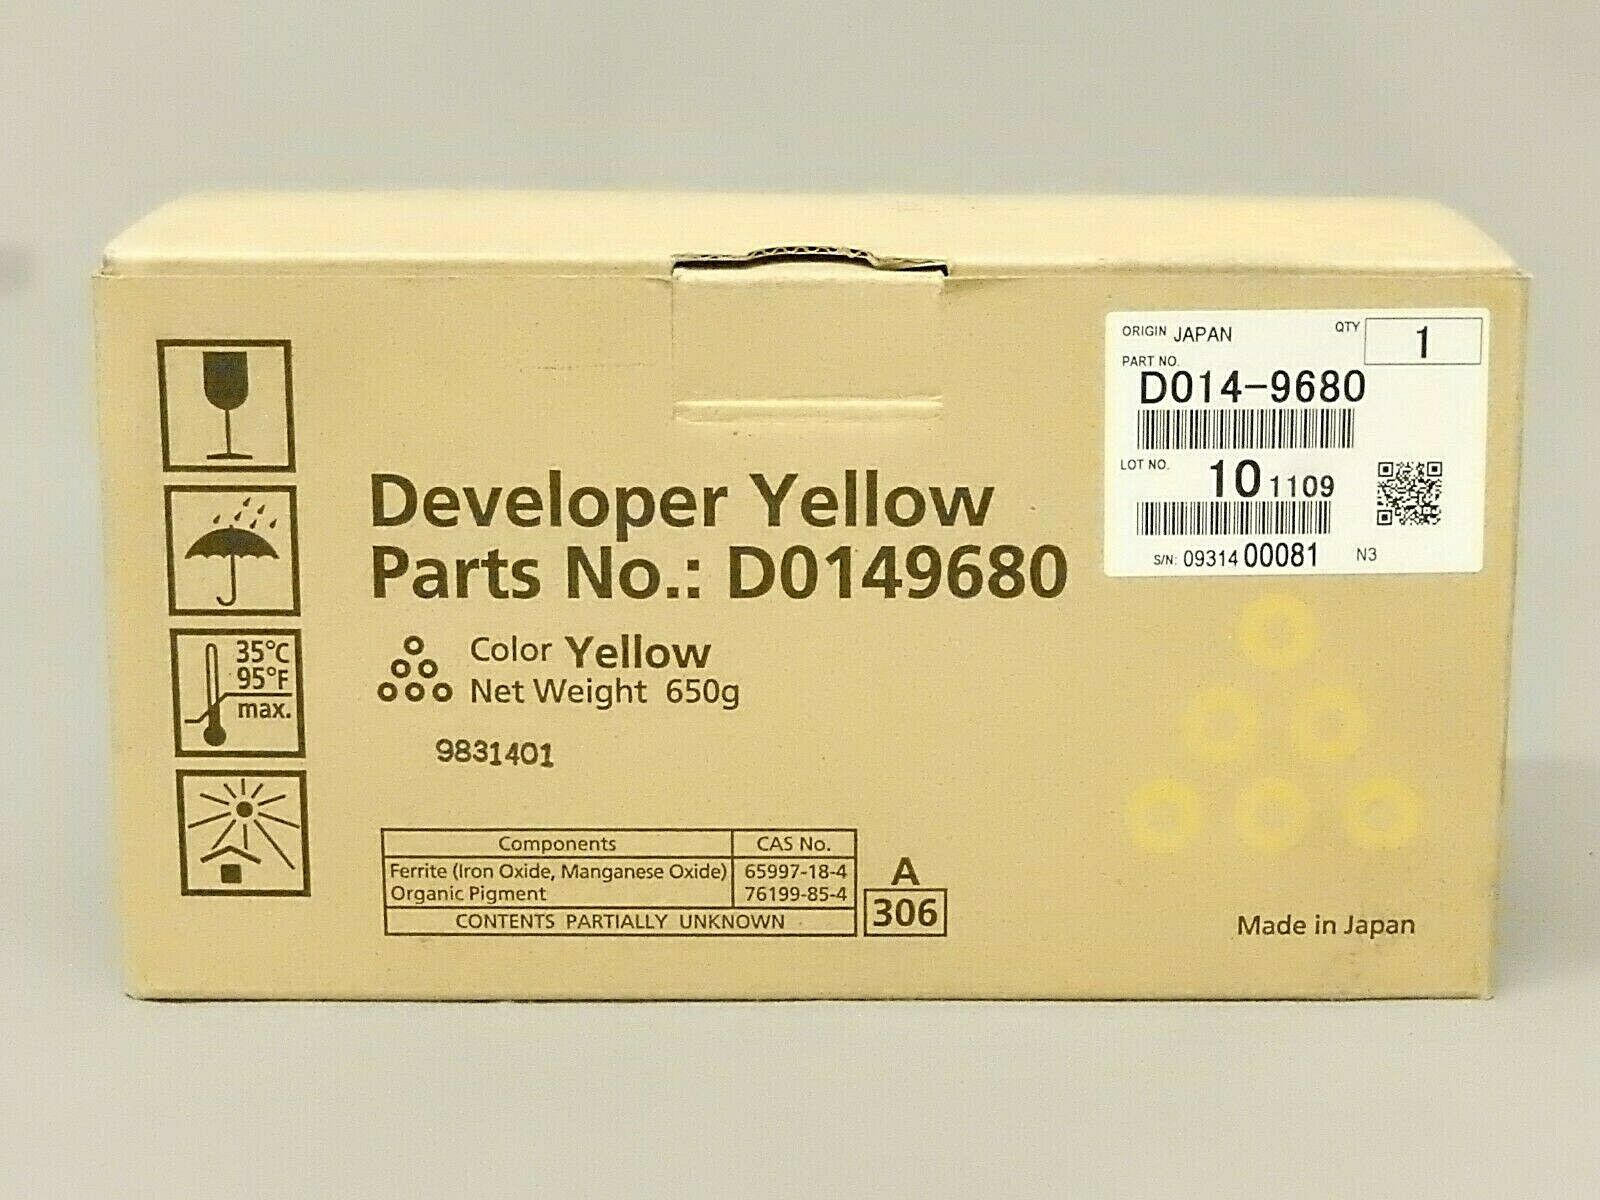 ORIGIN JAPAN QTY 1
PART NO.
D014-9680
LOT NO. 10 1109
S/N: 09314 00081 N3
Developer Yellow
Parts No.: D0149680
Color Yellow
Net Weight 650g
9831401
35°C
95°F
max.
Components CAS No.
Ferrite (Iron Oxide, Manganese Oxide) 65997-18-4
Organic Pigment 76199-85-4
CONTENTS PARTIALLY UNKNOWN
A
306
Made in Japan